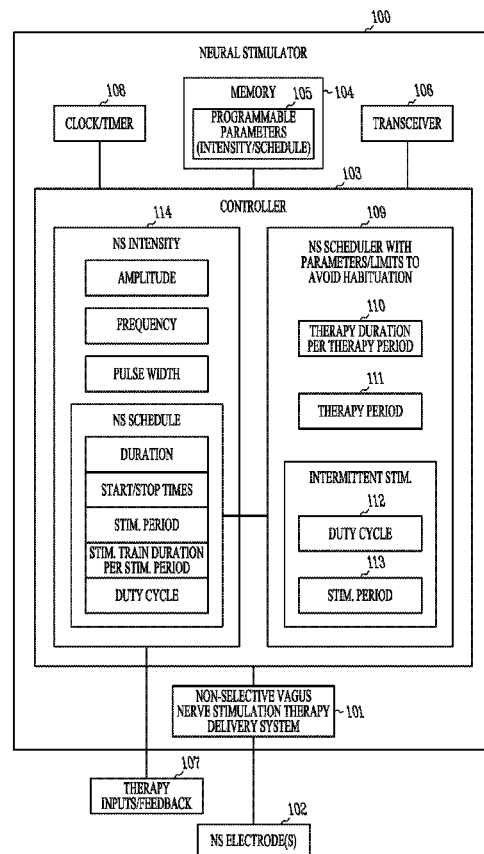 100
NEURAL STIMULATOR
108
CLOCK/TIMER
MEMORY
104
105
PROGRAMMABLE
PARAMETERS
(INTENSITY/SCHEDULE)
106
TRANSCEIVER
103
CONTROLLER
114
NS INTENSITY
AMPLITUDE
FREQUENCY
PULSE WIDTH
NS SCHEDULE
DURATION
START/STOP TIMES
STIM. PERIOD
STIM. TRAIN DURATION
PER STIM. PERIOD
DUTY CYCLE
109
NS SCHEDULER WITH
PARAMETERS/LIMITS TO
AVOID HABITUATION
110
THERAPY DURATION
PER THERAPY PERIOD
111
THERAPY PERIOD
INTERMITTENT STIM.
112
DUTY CYCLE
113
STIM. PERIOD
NON-SELECTIVE VAGUS
NERVE STIMULATION THERAPY
DELIVERY SYSTEM
101
107
THERAPY
INPUTS/FEEDBACK
102
NS ELECTRODE(S)